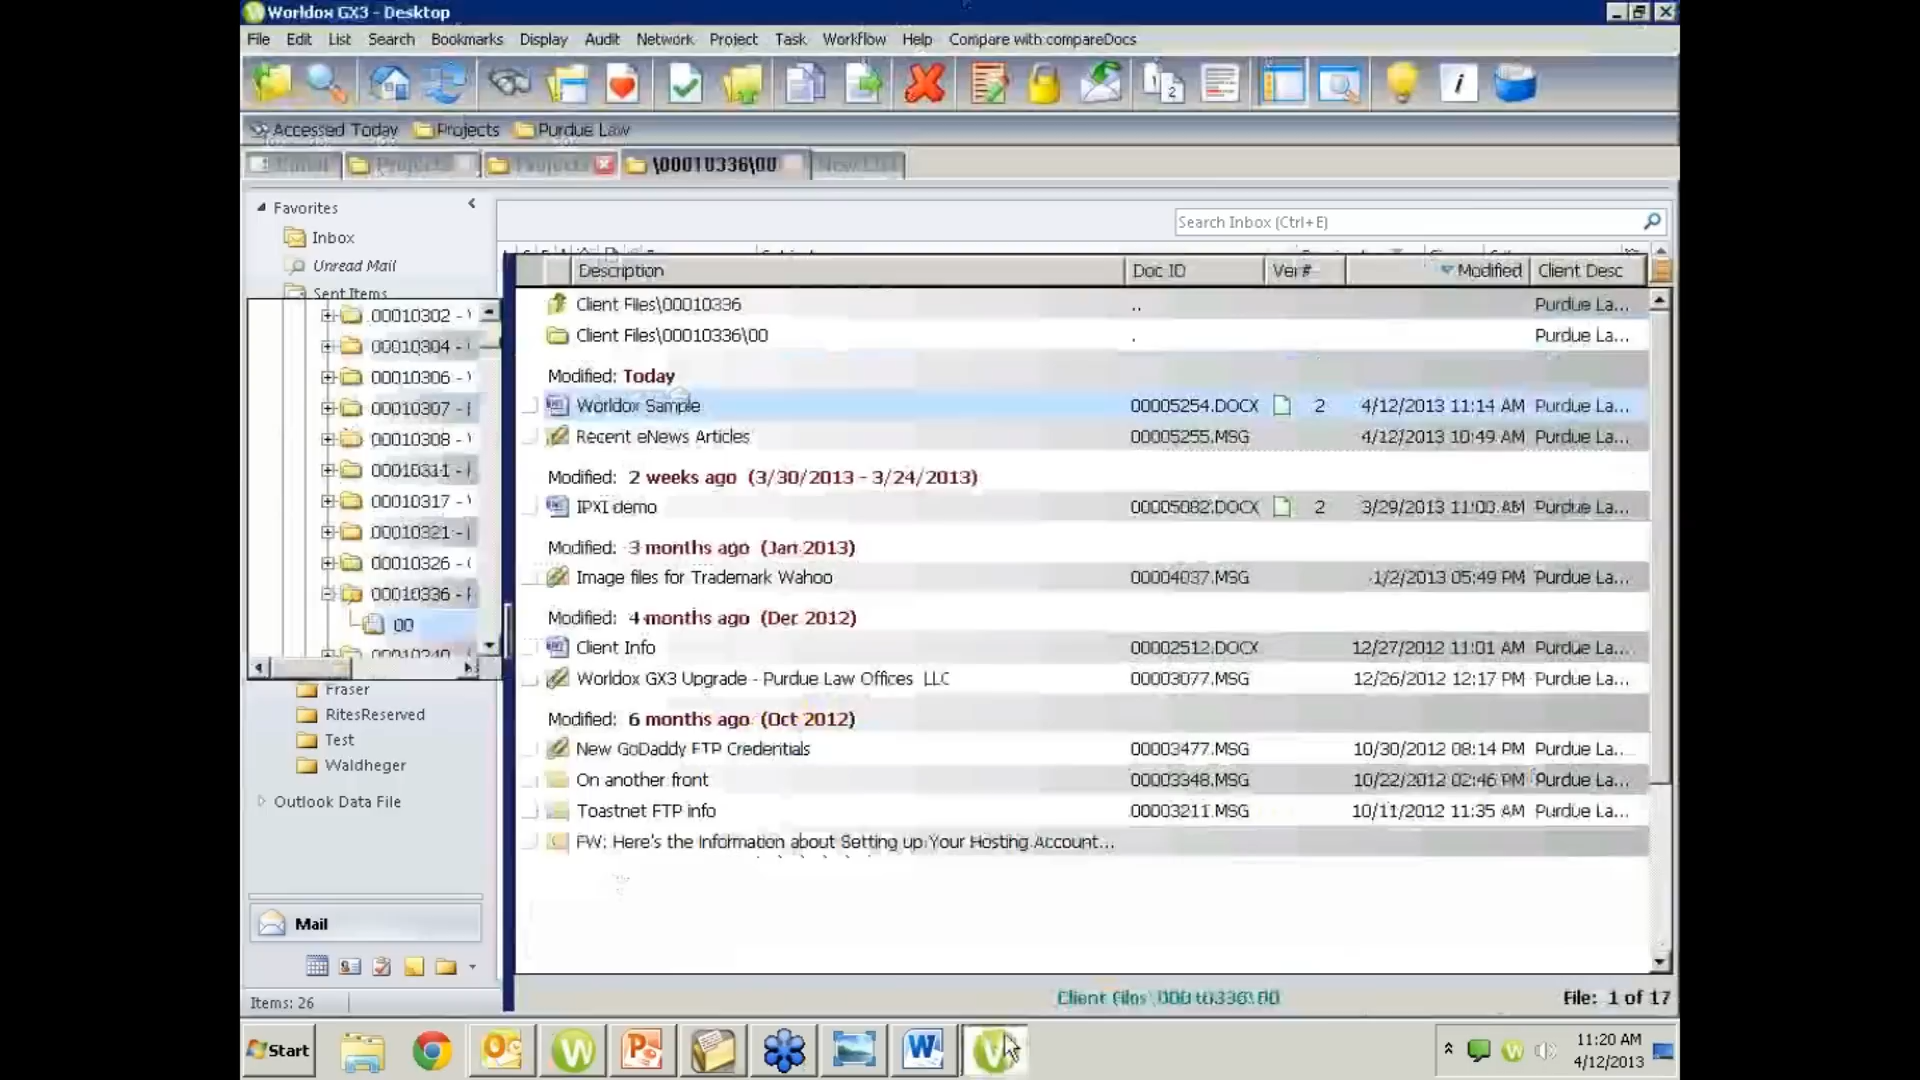 Worldox GX3 - Desktop
File Edit List Search Bookmarks Display Audit Network Project Task Workflow Help Compare with compareDocs
Accessed Today Projects Purdue Law
Projects Projects \00010336\00 New List
Favorites
Search Inbox (Ctrl+E)
Inbox
Unread Mail
Sent Items
Description Doc ID Ver# Modified Client Desc
00010302 -
Client Files\00010336 .. Purdue La...
00010304 -
Client Files\00010336\00 . Purdue La...
00010306 -
Modified: Today
00010307 -
Worldox Sample 00005254.DOCX 2 4/12/2013 11:14 AM Purdue La...
00010308 -
Recent eNews Articles 00005255.MSG 4/12/2013 10:49 AM Purdue La...
00010311 -
Modified: 2 weeks ago (3/30/2013 - 3/24/2013)
00010317 -
IPXI demo 00005082.DOCX 2 3/29/2013 11:00 AM Purdue La...
00010321 -
Modified: 3 months ago (Jan 2013)
00010326 -
Image files for Trademark Wahoo 00004037.MSG 1/2/2013 05:49 PM Purdue La...
00010336 -
Modified: 4 months ago (Dec 2012)
00
Client Info 00002512.DOCX 12/27/2012 11:01 AM Purdue La...
Worldox GX3 Upgrade - Purdue Law Offices LLC 00003077.MSG 12/26/2012 12:17 PM Purdue La...
Fraser
RitesReserved
Modified: 6 months ago (Oct 2012)
Test
New GoDaddy FTP Credentials 00003477.MSG 10/30/2012 08:14 PM Purdue La...
Waldheger
On another front 00003348.MSG 10/22/2012 02:46 PM Purdue La...
Outlook Data File
Toastnet FTP info 00003211.MSG 10/11/2012 11:35 AM Purdue La...
FW: Here's the Information about Setting up Your Hosting Account...
Mail
Items: 26
Client Files\00010336\00
File: 1 of 17
Start
11:20 AM
4/12/2013